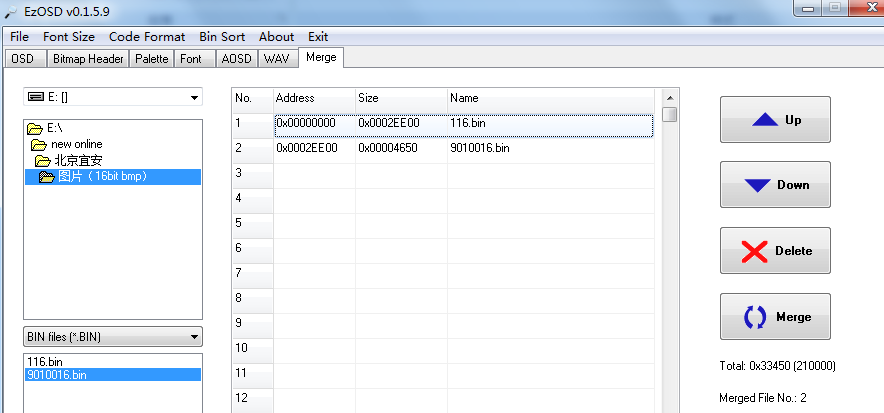 EzOSD v0.1.5.9
File Font Size Code Format Bin Sort About Exit
OSD Bitmap Header Palette Font AOSD WAV Merge
E: []
E:\
new online
北京宜安
图片（16bit bmp）
BIN files (*.BIN)
116.bin
9010016.bin
No. Address Size Name
1 0x00000000 0x0002EE00 116.bin
2 0x0002EE00 0x00004650 9010016.bin
3
4
5
6
7
8
9
10
11
12
Up
Down
Delete
Merge
Total: 0x33450 (210000)
Merged File No.: 2